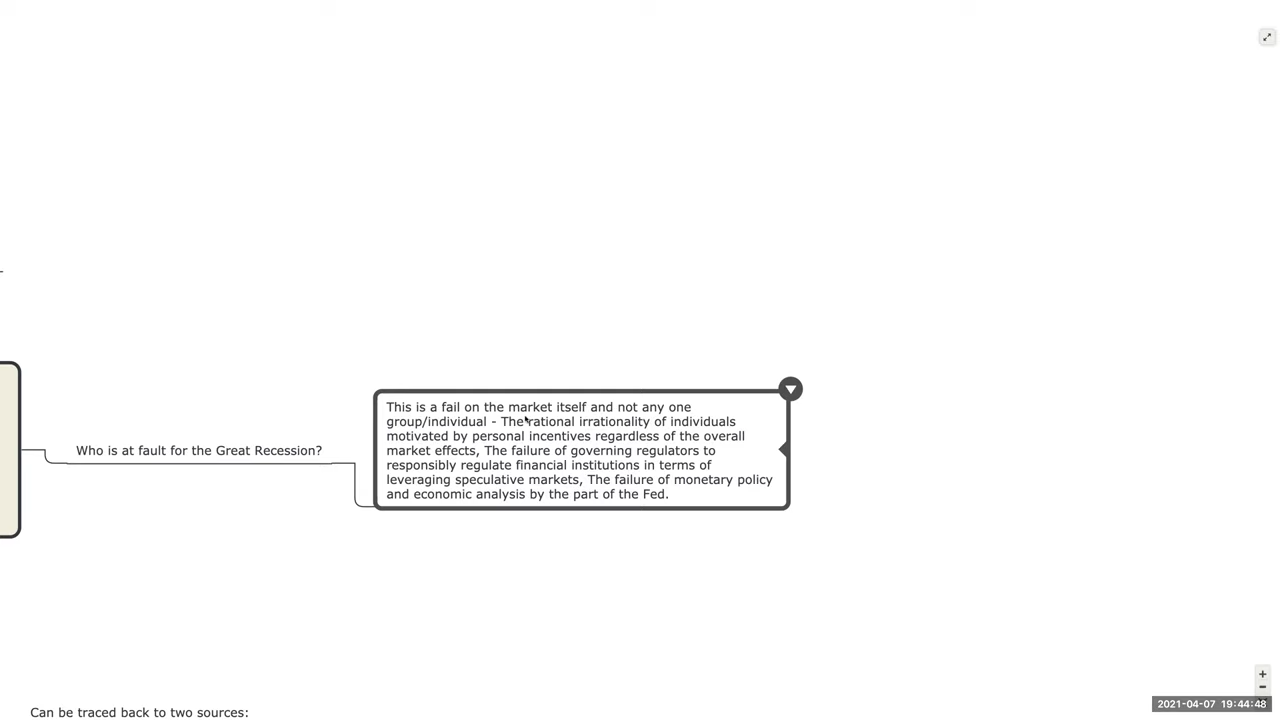 Who is at fault for the Great Recession?
This is a fail on the market itself and not any one
group/individual - The rational irrationality of individuals
motivated by personal incentives regardless of the overall
market effects, The failure of governing regulators to
responsibly regulate financial institutions in terms of
leveraging speculative markets, The failure of monetary policy
and economic analysis by the part of the Fed.
Can be traced back to two sources:
2021-04-07 19:44:48